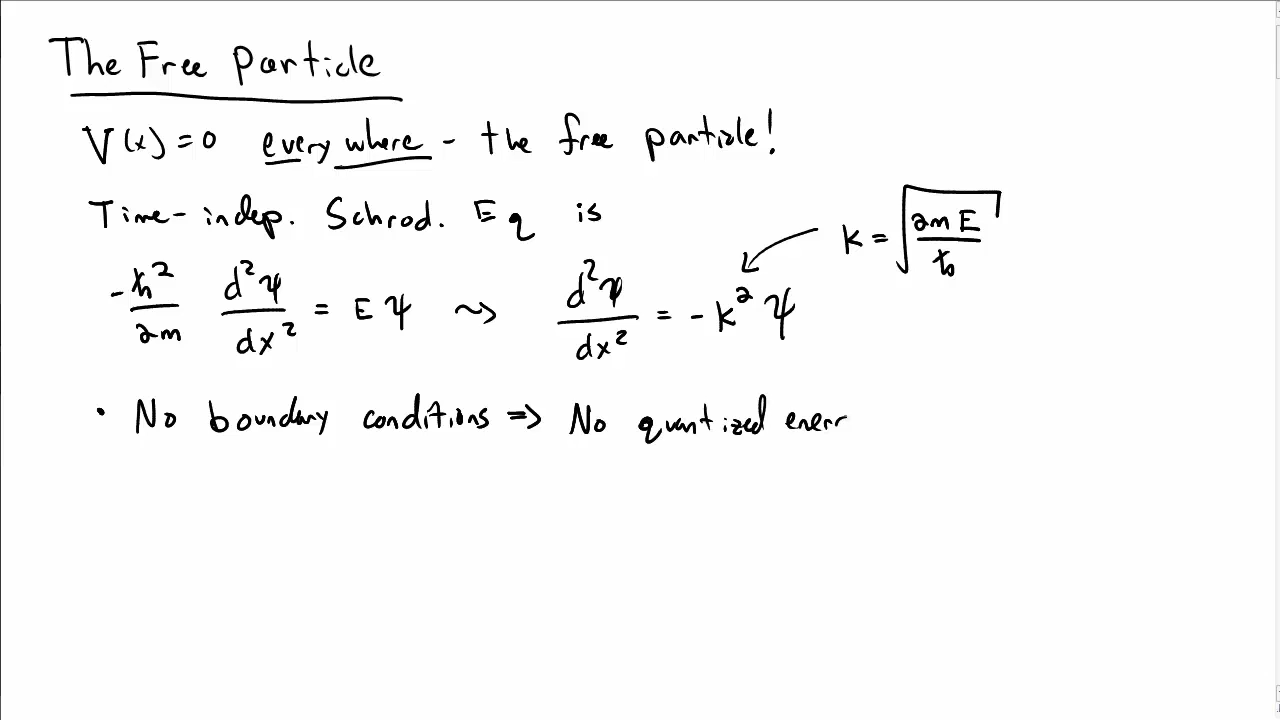 The Free Particle
V(x) = 0 everywhere - the free particle!
Time-indep. Schrod. Eq is
k = √(2mE/ħ)
-ħ²/2m d²ψ/dx² = Eψ ⇝ d²ψ/dx² = -k²ψ
• No boundary conditions ⇒ No quantized energ